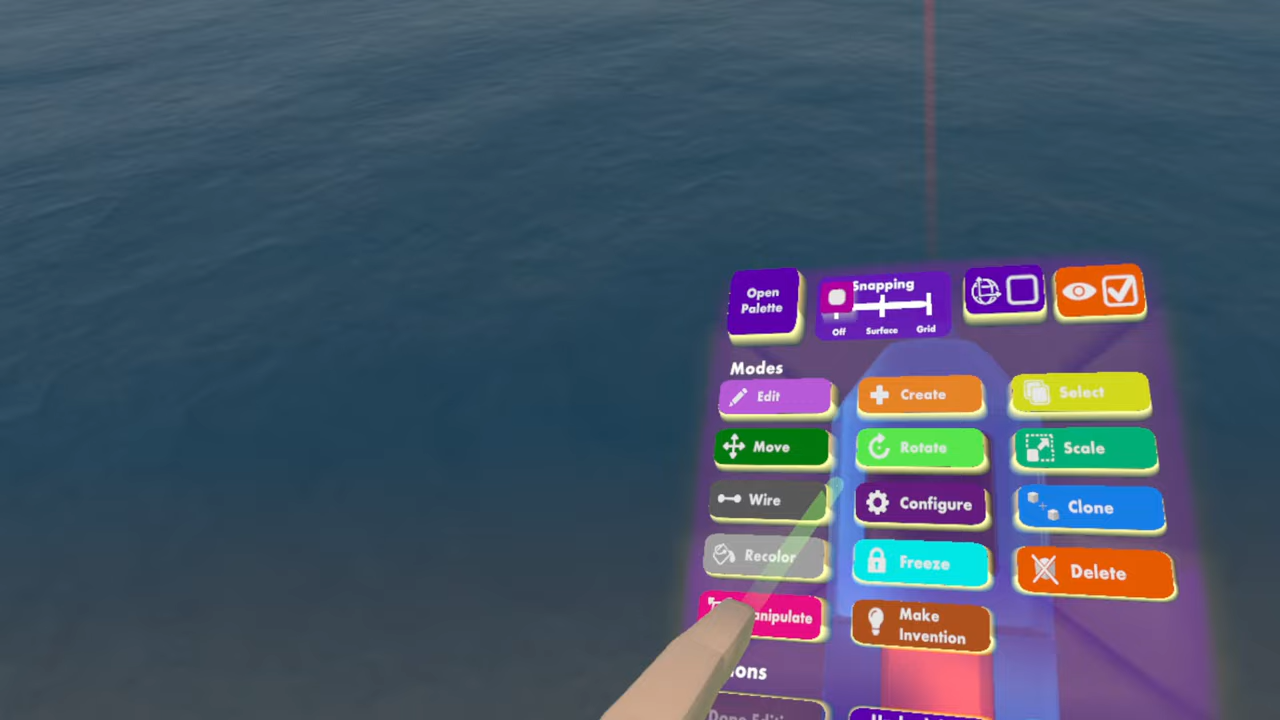 Open
Palette
Snapping
Off Surface Grid
Modes
Edit Create Select
Move Rotate Scale
Wire Configure Clone
Recolor Freeze Delete
Make
Invention